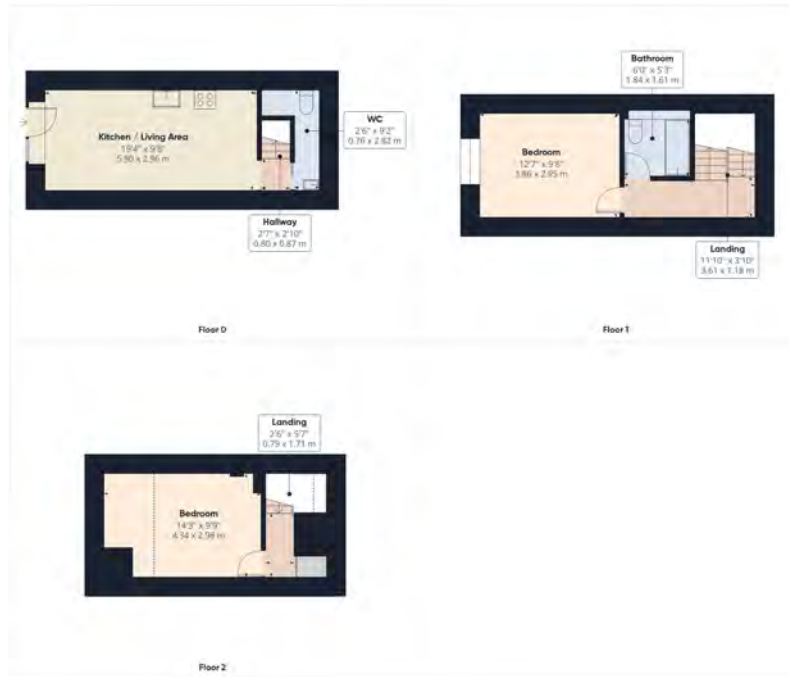 Kitchen / Living Area
19'4" x 9'8"
5.90 x 2.96 m
WC
2'6" x 9'2"
0.76 x 2.82 m
Hallway
2'7" x 2'10"
0.80 x 0.87 m
Floor 0
Bathroom
6'0" x 5'3"
1.84 x 1.61 m
Bedroom
12'7" x 9'8"
3.86 x 2.95 m
Landing
11'10" x 3'10"
3.61 x 1.18 m
Floor 1
Landing
2'6" x 5'7"
0.79 x 1.71 m
Bedroom
14'3" x 9'9"
4.34 x 2.98 m
Floor 2